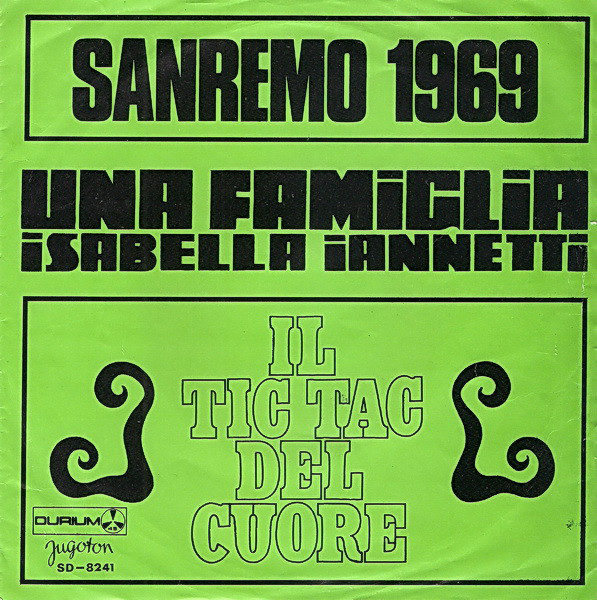 SANREMO 1969
UNA FAMiGLiA
iSABELLA iANNETTi
IL
TIC TAC
DEL
CUORE
DURIUM
Jugoton
SD-8241